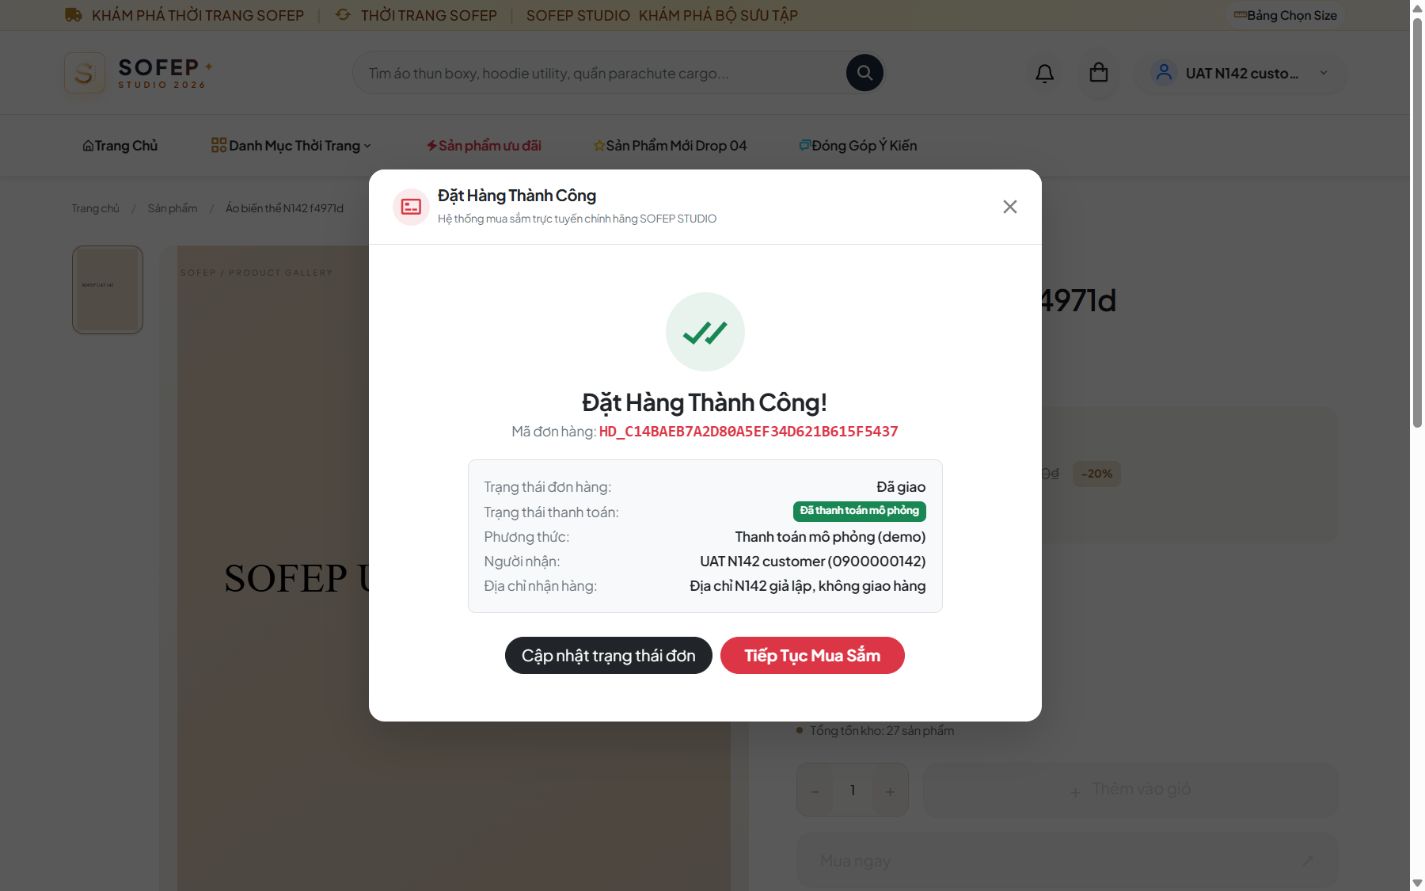 KHÁM PHÁ THỜI TRANG SOFEP | THỜI TRANG SOFEP | SOFEP STUDIO KHÁM PHÁ BỘ SƯU TẬP
Bảng Chọn Size
SOFEP
STUDIO 2026
Tìm áo thun boxy, hoodie utility, quần parachute cargo...
UAT N142 custo...
Trang Chủ
Danh Mục Thời Trang
Sản phẩm ưu đãi
Sản Phẩm Mới Drop 04
Đóng Góp Ý Kiến
Trang chủ / Sản phẩm / Áo biến thể N142 f4971d
SOFEP / PRODUCT GALLERY
Đặt Hàng Thành Công
Hệ thống mua sắm trực tuyến chính hãng SOFEP STUDIO
4971d
Đặt Hàng Thành Công!
Mã đơn hàng: HD_C14BAEB7A2D80A5EF34D621B615F5437
0₫ -20%
Trạng thái đơn hàng: Đã giao
Trạng thái thanh toán: Đã thanh toán mô phỏng
Phương thức: Thanh toán mô phỏng (demo)
Người nhận: UAT N142 customer (0900000142)
Địa chỉ nhận hàng: Địa chỉ N142 giả lập, không giao hàng
SOFEP
Cập nhật trạng thái đơn
Tiếp Tục Mua Sắm
Tổng tồn kho: 27 sản phẩm
− 1 +
+ Thêm vào giỏ
Mua ngay